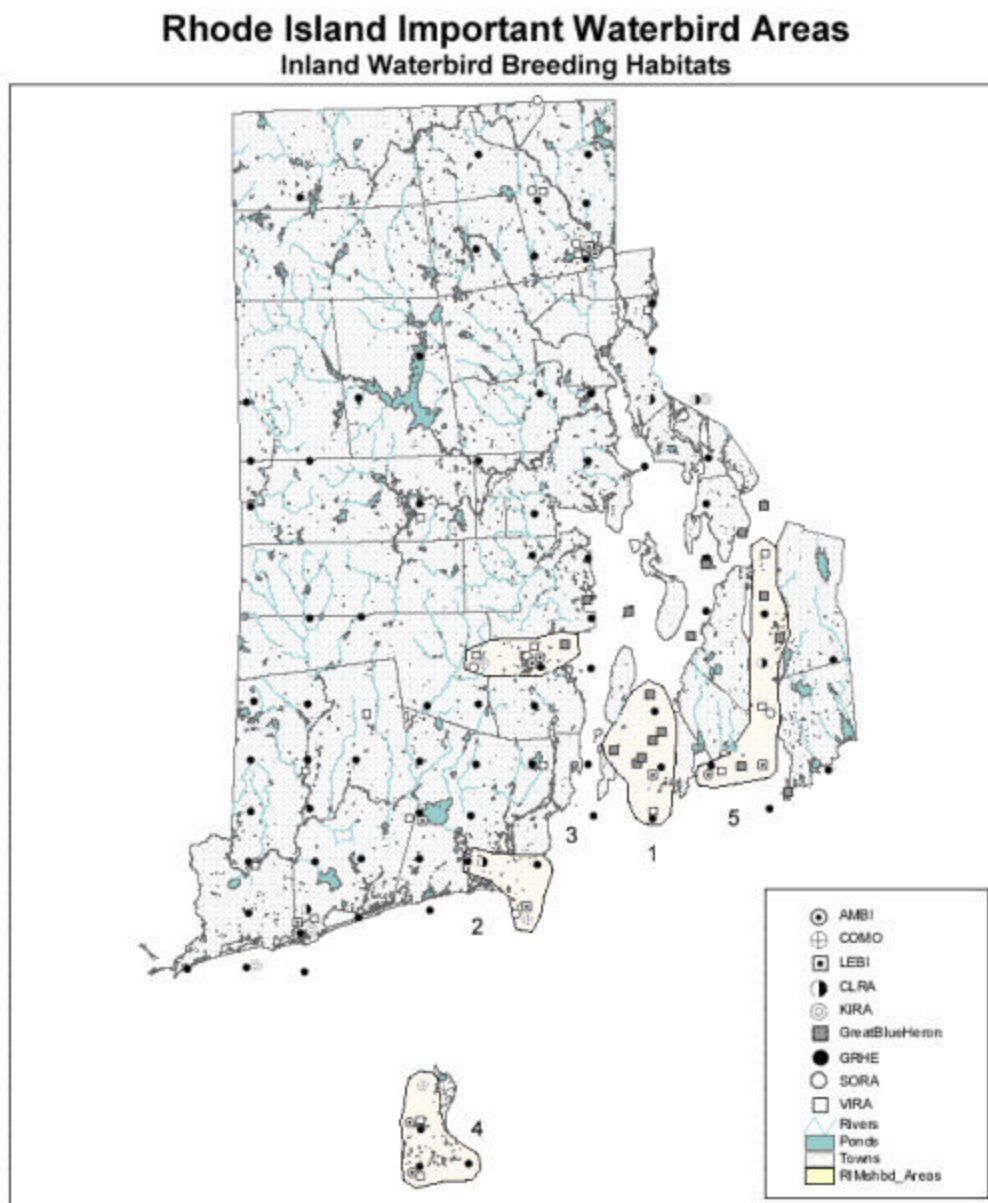 Rhode Island Important Waterbird Areas
Inland Waterbird Breeding Habitats
3
1
5
2
4
AMBI
COMO
LEBI
CLRA
KIRA
GreatBlueHeron
GRHE
SORA
VIRA
Rivers
Ponds
Towns
RIMshbd_Areas